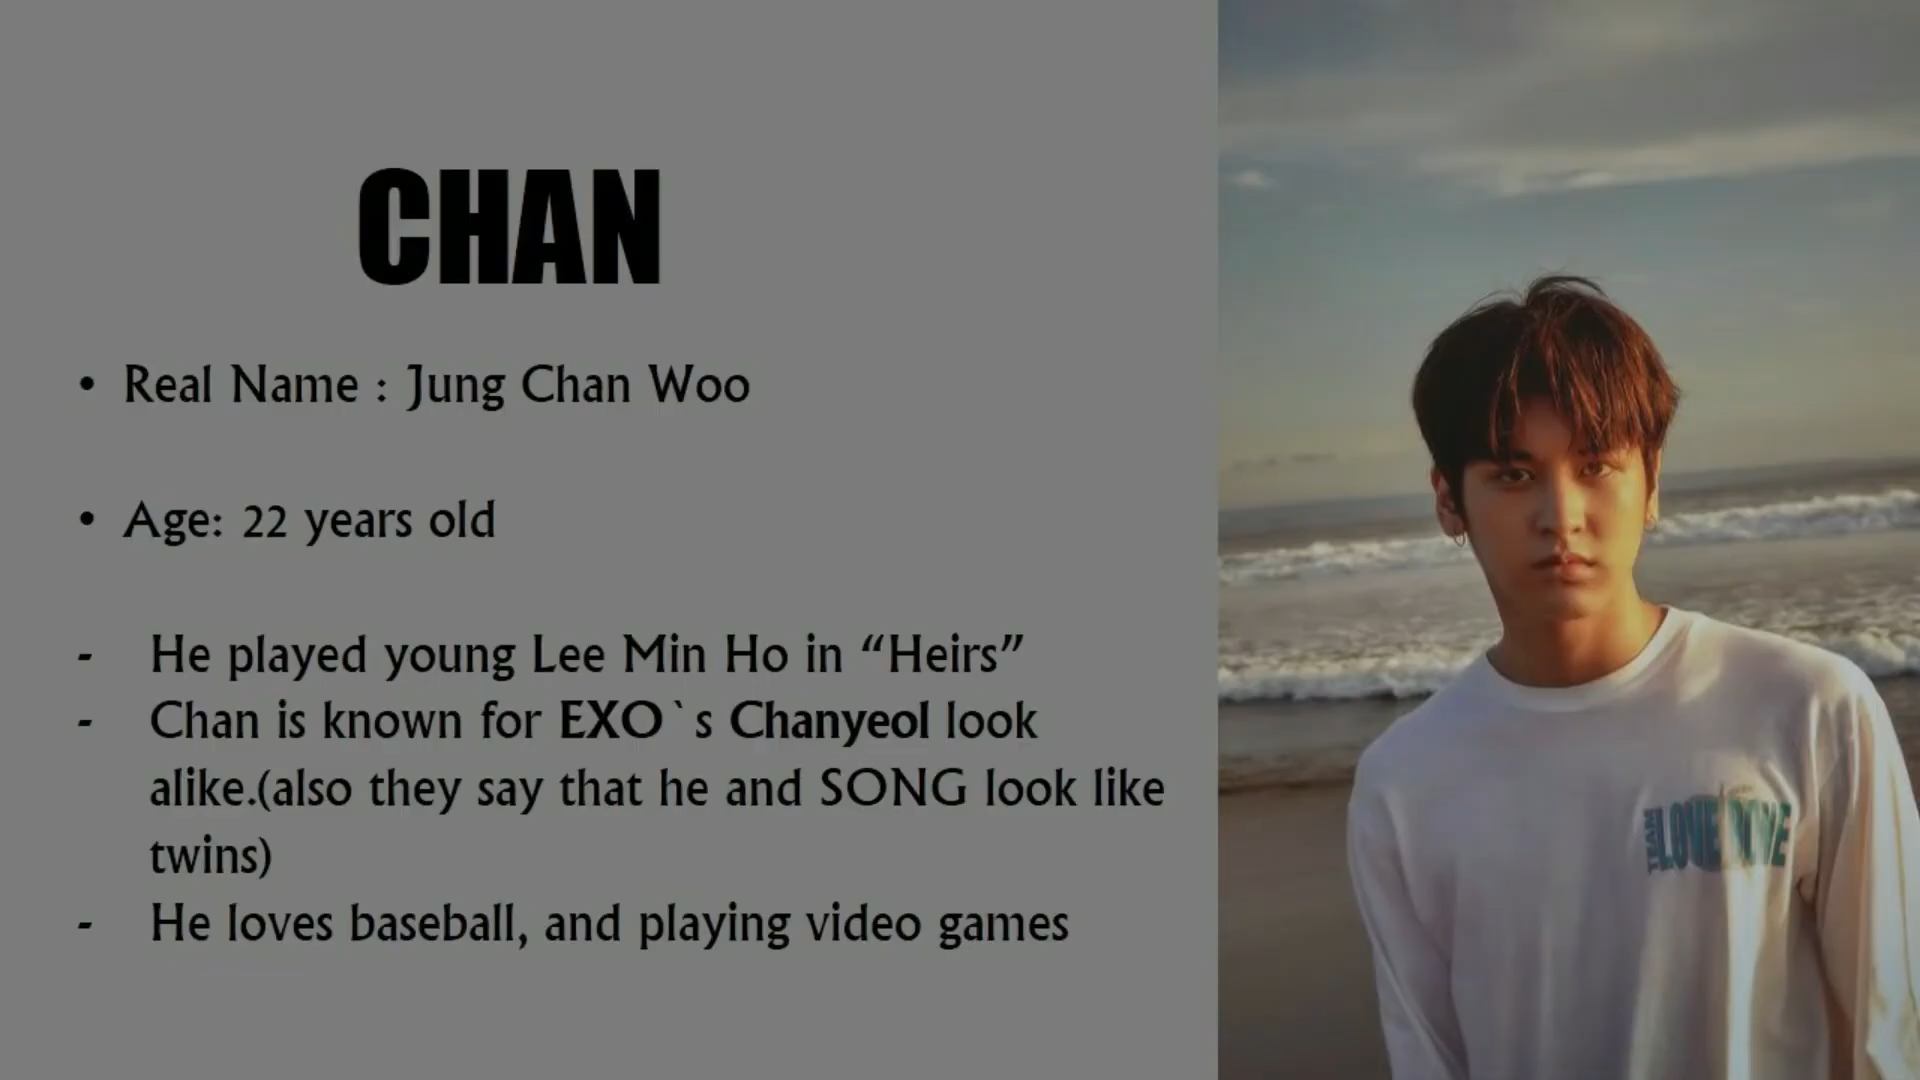 CHAN
• Real Name : Jung Chan Woo
• Age: 22 years old
- He played young Lee Min Ho in “Heirs”
- Chan is known for EXO`s Chanyeol look
alike.(also they say that he and SONG look like
twins)
- He loves baseball, and playing video games
LOVE